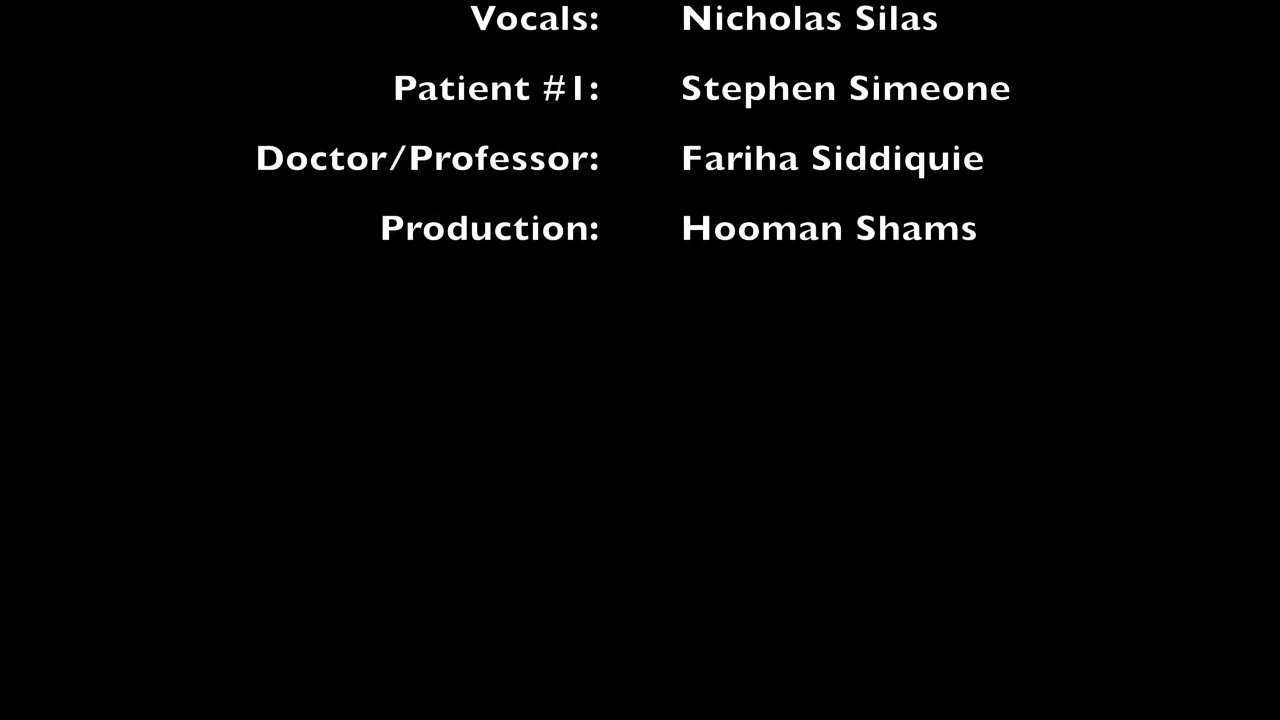 Vocals: Nicholas Silas
Patient #1: Stephen Simeone
Doctor/Professor: Fariha Siddiquie
Production: Hooman Shams